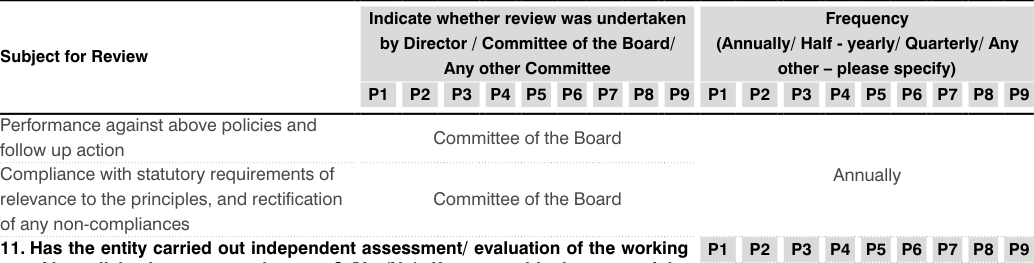 Subject for Review
Indicate whether review was undertaken
by Director / Committee of the Board/
Any other Committee
Frequency
(Annually/ Half - yearly/ Quarterly/ Any
other – please specify)
P1 P2 P3 P4 P5 P6 P7 P8 P9 P1 P2 P3 P4 P5 P6 P7 P8 P9
Performance against above policies and
follow up action
Committee of the Board
Compliance with statutory requirements of
relevance to the principles, and rectification
of any non-compliances
Committee of the Board
Annually
11. Has the entity carried out independent assessment/ evaluation of the working P1 P2 P3 P4 P5 P6 P7 P8 P9